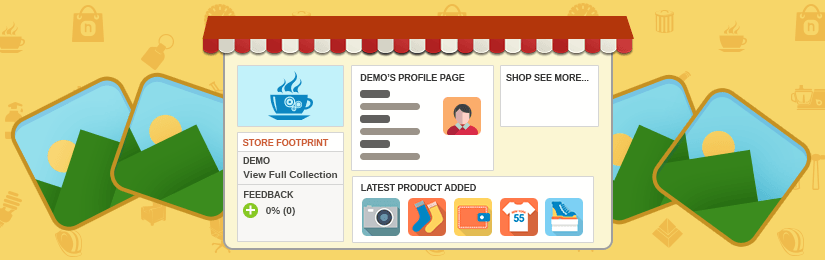 DEMO'S PROFILE PAGE
SHOP SEE MORE...
STORE FOOTPRINT
DEMO
View Full Collection
FEEDBACK
0% (0)
LATEST PRODUCT ADDED
55